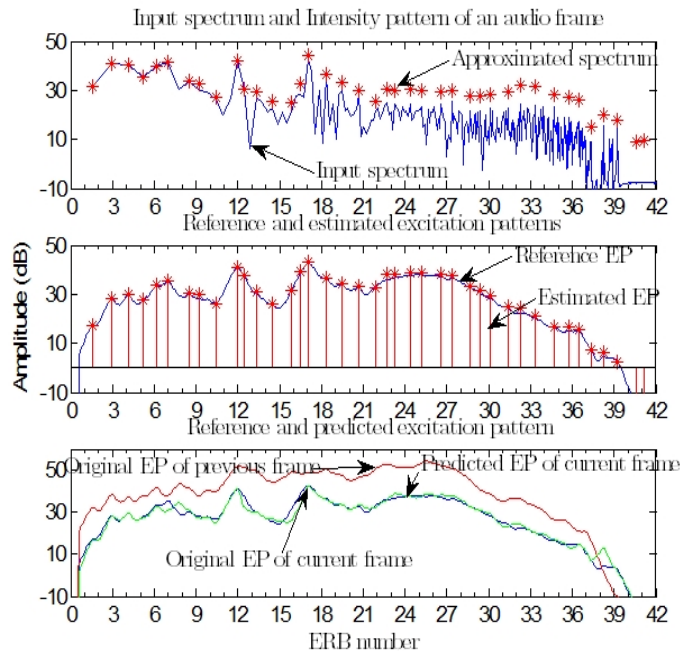 Input spectrum and Intensity pattern of an audio frame
50
30
10
-10
Approximated spectrum
Input spectrum
0 3 6 9 12 15 18 21 24 27 30 33 36 39 42
Reference and estimated excitation patterns
Amplitude (dB)
50
30
10
-10
Reference EP
Estimated EP
0 3 6 9 12 15 18 21 24 27 30 33 36 39 42
Reference and predicted excitation pattern
50
30
10
-10
Original EP of previous frame
Predicted EP of current frame
Original EP of current frame
0 3 6 9 12 15 18 21 24 27 30 33 36 39 42
ERB number